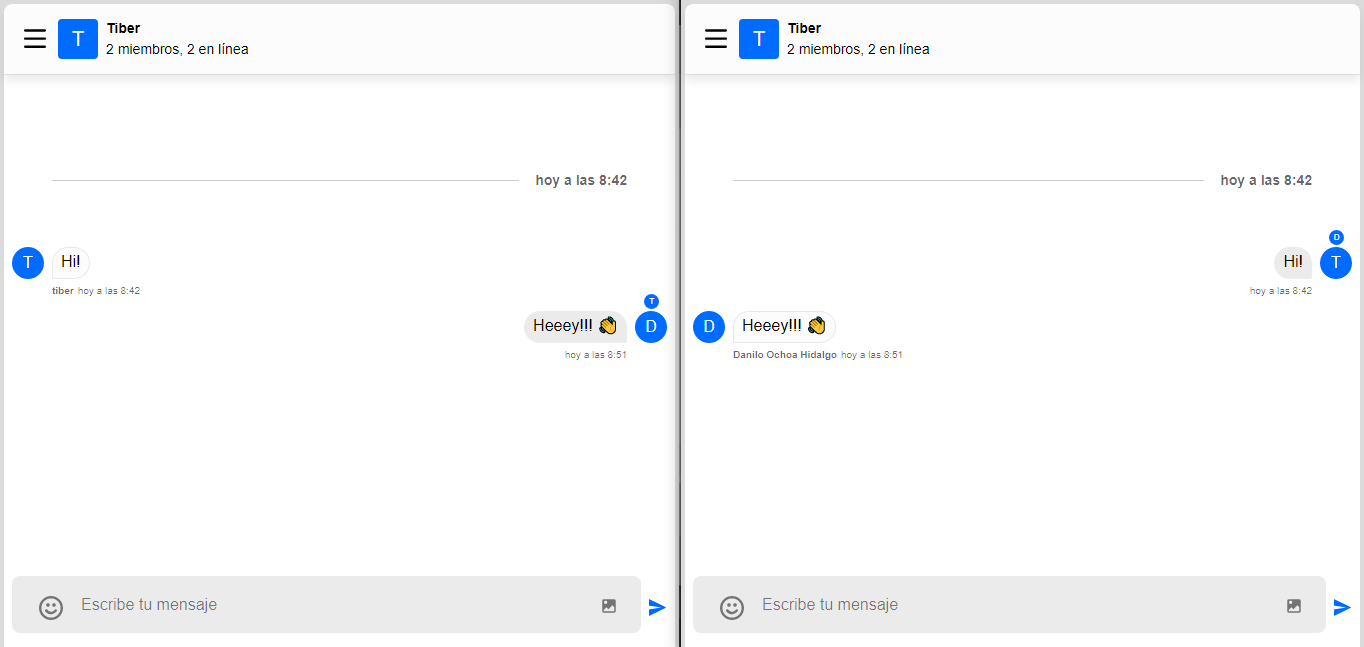 T
Tiber
2 miembros, 2 en línea
hoy a las 8:42
T
Hi!
tiber hoy a las 8:42
T
Heeey!!! 👏
D
hoy a las 8:51
Escribe tu mensaje
T
Tiber
2 miembros, 2 en línea
hoy a las 8:42
D
Hi!
T
hoy a las 8:42
D
Heeey!!! 👏
Danilo Ochoa Hidalgo hoy a las 8:51
Escribe tu mensaje